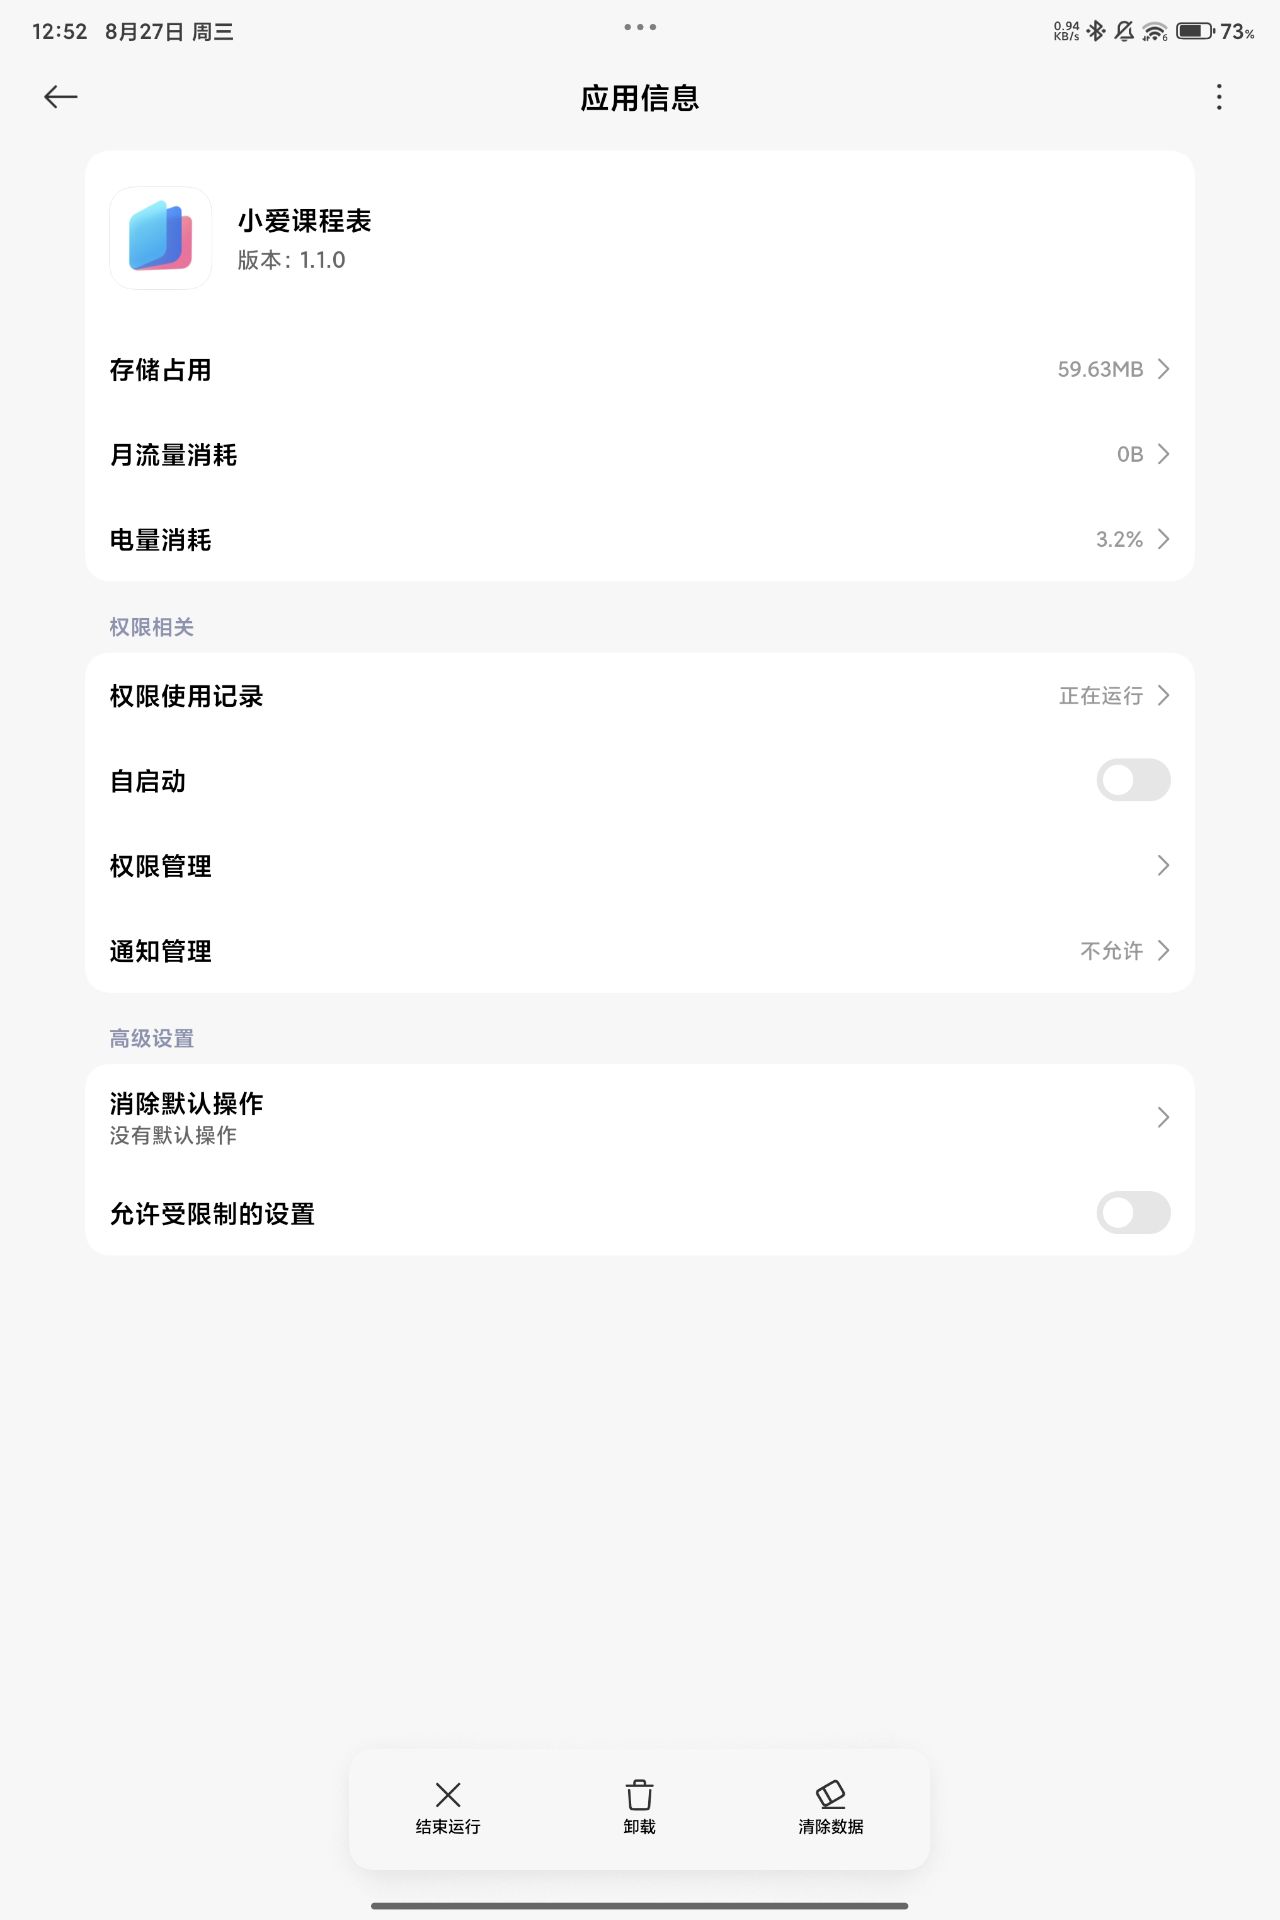 12:52 8月27日 周三
0.94 KB/s 6 73%
应用信息
小爱课程表
版本：1.1.0
存储占用 59.63MB
月流量消耗 0B
电量消耗 3.2%
权限相关
权限使用记录 正在运行
自启动
权限管理
通知管理 不允许
高级设置
消除默认操作
没有默认操作
允许受限制的设置
结束运行 卸载 清除数据